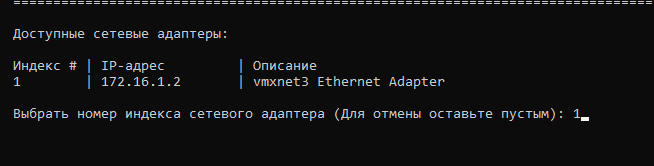 ================================================================================
Доступные сетевые адаптеры:
Индекс # | IP-адрес | Описание
1 | 172.16.1.2 | vmxnet3 Ethernet Adapter
Выбрать номер индекса сетевого адаптера (Для отмены оставьте пустым): 1